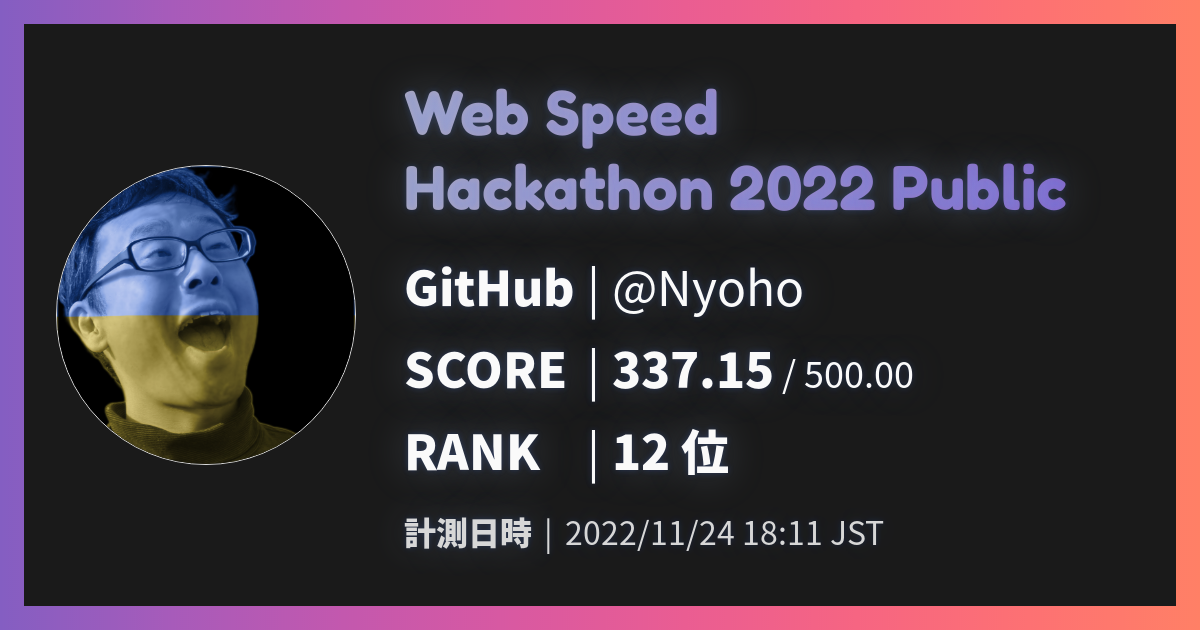 Web Speed
Hackathon 2022 Public
GitHub | @Nyoho
SCORE | 337.15 / 500.00
RANK | 12 位
計測日時 | 2022/11/24 18:11 JST